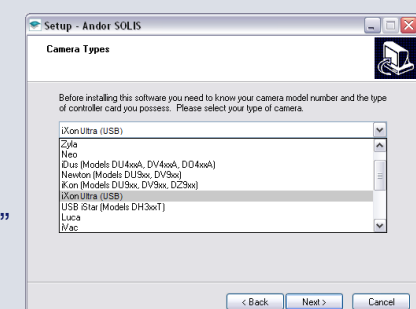 Setup - Andor SOLIS
Camera Types
Before installing this software you need to know your camera model number and the type
of controller card you possess. Please select your type of camera.
iXon Ultra (USB)
Zyla
Neo
iDus (Models DU4xxA, DV4xxA, DO4xxA)
Newton (Models DU9xx, DV9xx)
iKon (Models DU9xx, DV9xx, DZ9xx)
iXon Ultra (USB)
USB iStar (Models DH3xxT)
Luca
iVac
”
< Back
Next >
Cancel